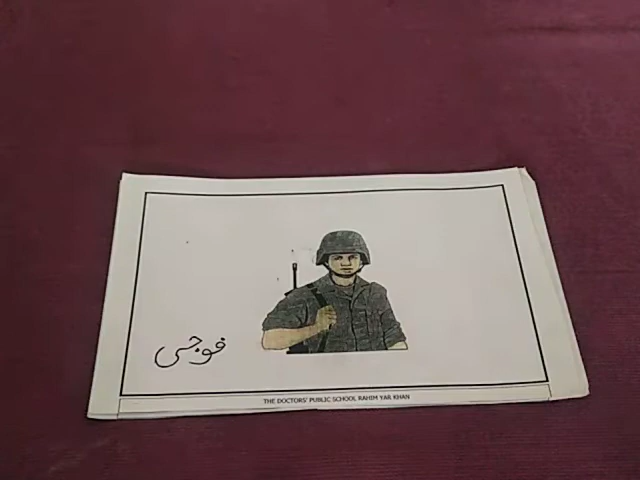 فوجی
THE DOCTORS' PUBLIC SCHOOL RAHIM YAR KHAN